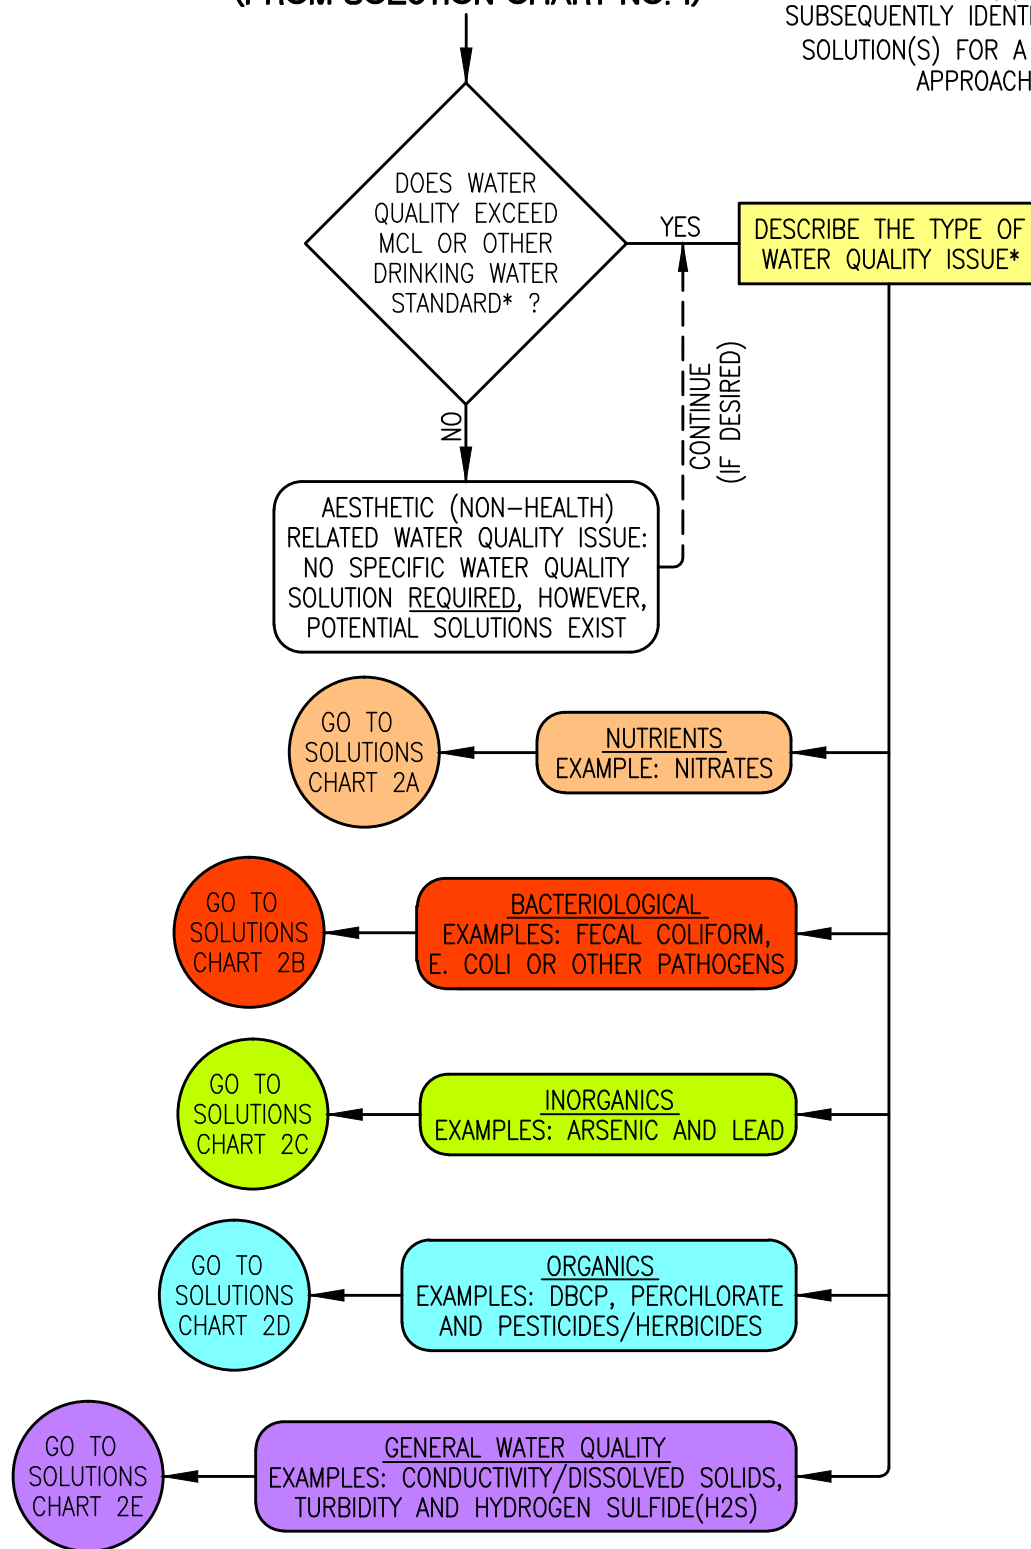 (FROM SOLUTION CHART NO. 1)
SUBSEQUENTLY IDENTI
SOLUTION(S) FOR A
APPROACH
DOES WATER
QUALITY EXCEED
MCL OR OTHER
DRINKING WATER
STANDARD* ?
YES
DESCRIBE THE TYPE OF
WATER QUALITY ISSUE*
CONTINUE
(IF DESIRED)
NO
AESTHETIC (NON-HEALTH)
RELATED WATER QUALITY ISSUE:
NO SPECIFIC WATER QUALITY
SOLUTION REQUIRED, HOWEVER,
POTENTIAL SOLUTIONS EXIST
GO TO
SOLUTIONS
CHART 2A
NUTRIENTS
EXAMPLE: NITRATES
GO TO
SOLUTIONS
CHART 2B
BACTERIOLOGICAL
EXAMPLES: FECAL COLIFORM,
E. COLI OR OTHER PATHOGENS
GO TO
SOLUTIONS
CHART 2C
INORGANICS
EXAMPLES: ARSENIC AND LEAD
GO TO
SOLUTIONS
CHART 2D
ORGANICS
EXAMPLES: DBCP, PERCHLORATE
AND PESTICIDES/HERBICIDES
GO TO
SOLUTIONS
CHART 2E
GENERAL WATER QUALITY
EXAMPLES: CONDUCTIVITY/DISSOLVED SOLIDS,
TURBIDITY AND HYDROGEN SULFIDE(H2S)